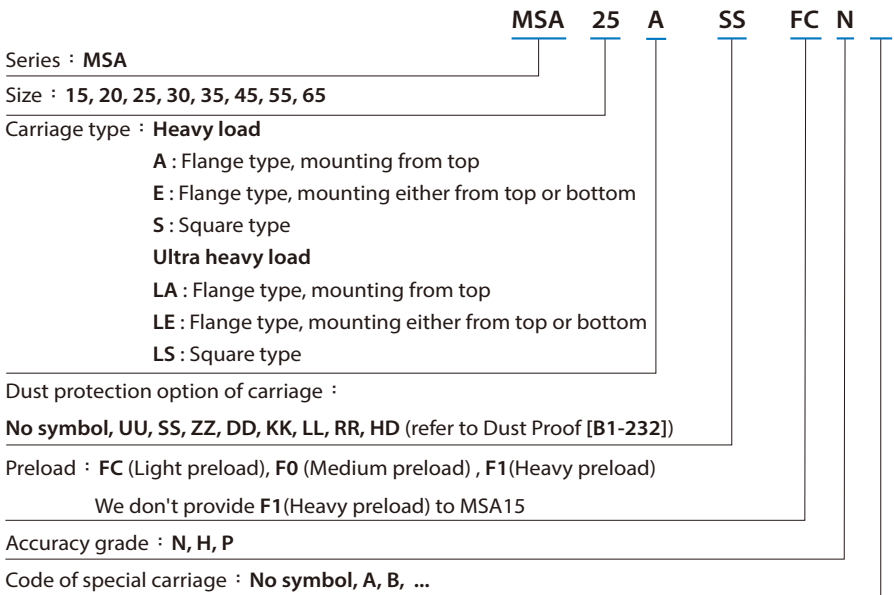 MSA 25 A SS FC N
Series：MSA
Size：15, 20, 25, 30, 35, 45, 55, 65
Carriage type：Heavy load
A : Flange type, mounting from top
E : Flange type, mounting either from top or bottom
S : Square type
Ultra heavy load
LA : Flange type, mounting from top
LE : Flange type, mounting either from top or bottom
LS : Square type
Dust protection option of carriage：
No symbol, UU, SS, ZZ, DD, KK, LL, RR, HD (refer to Dust Proof [B1-232])
Preload：FC (Light preload), F0 (Medium preload) , F1(Heavy preload)
We don't provide F1(Heavy preload) to MSA15
Accuracy grade：N, H, P
Code of special carriage：No symbol, A, B, ...